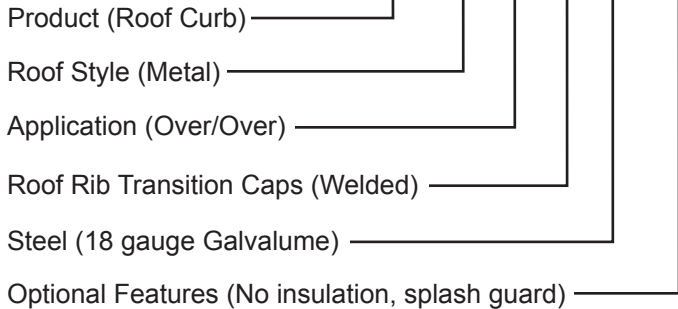 Product (Roof Curb)
Roof Style (Metal)
Application (Over/Over)
Roof Rib Transition Caps (Welded)
Steel (18 gauge Galvalume)
Optional Features (No insulation, splash guard)